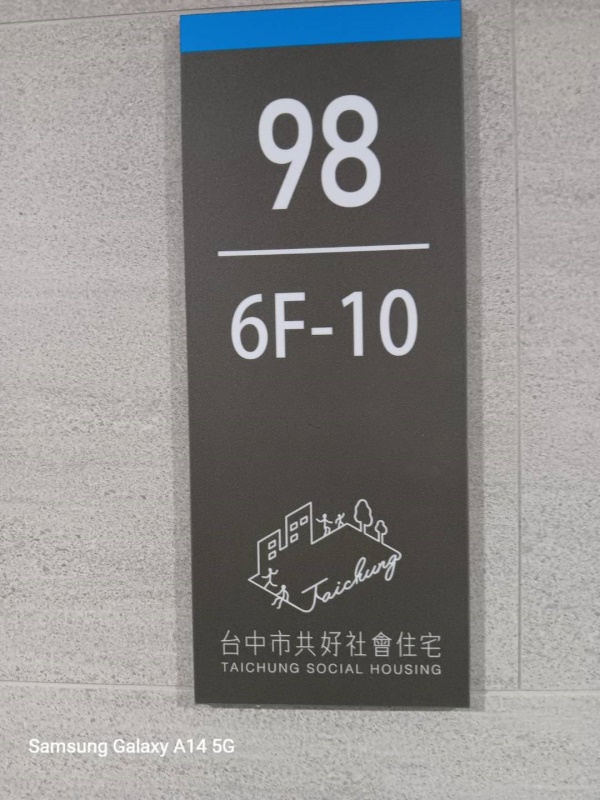 98
6F-10
Taichung
台中市共好社會住宅
TAICHUNG SOCIAL HOUSING
Samsung Galaxy A14 5G